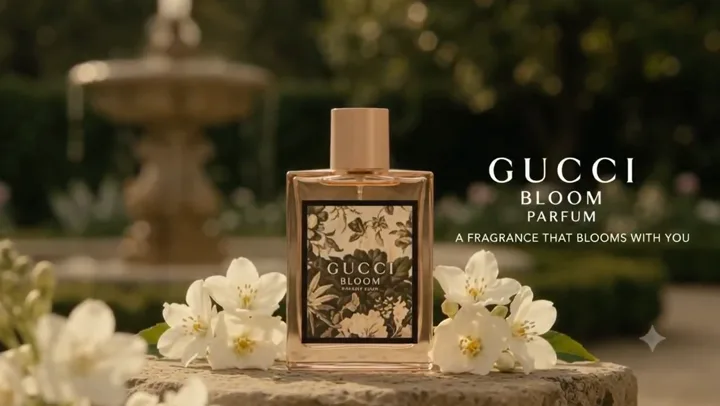 GUCCI
BLOOM
GUCCI
BLOOM
PARFUM
A FRAGRANCE THAT BLOOMS WITH YOU